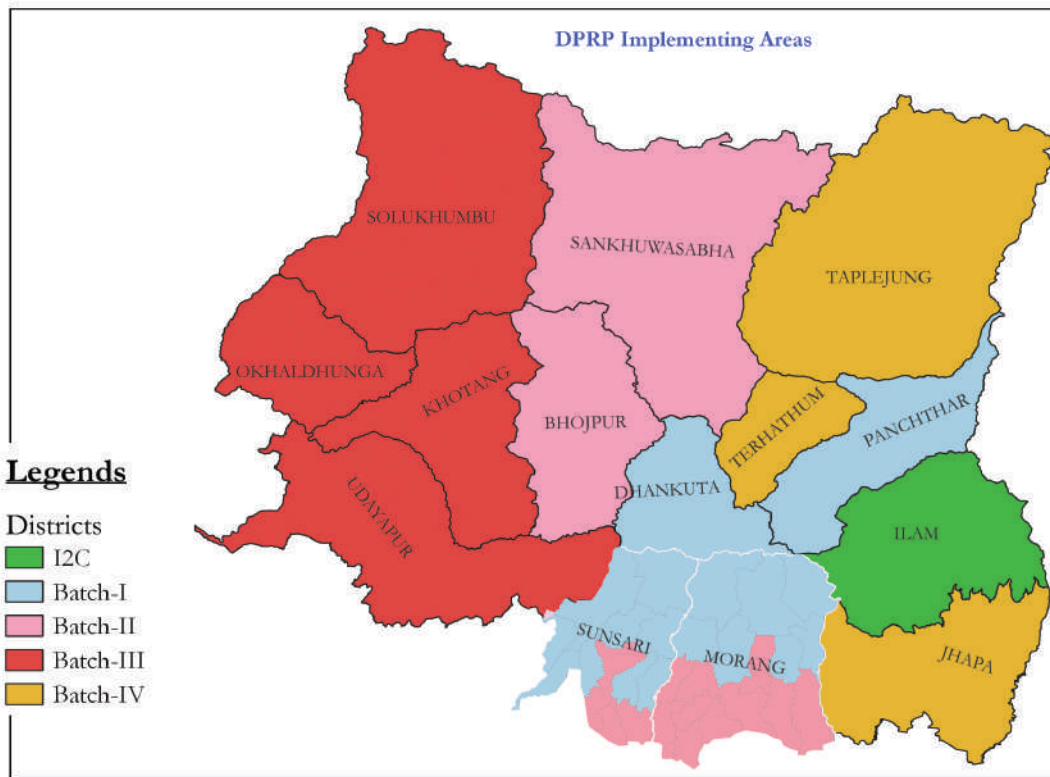 DPRP Implementing Areas
SOLUKHUMBU
SANKHUWASABHA
TAPLEJUNG
OKHALDHUNGA
KHOTANG
BHOJPUR
TERHATHUM
PANCHTHAR
DHANKUTA
UDAYAPUR
ILAM
SUNSARI
MORANG
JHAPA
Legends
Districts
I2C
Batch-I
Batch-II
Batch-III
Batch-IV